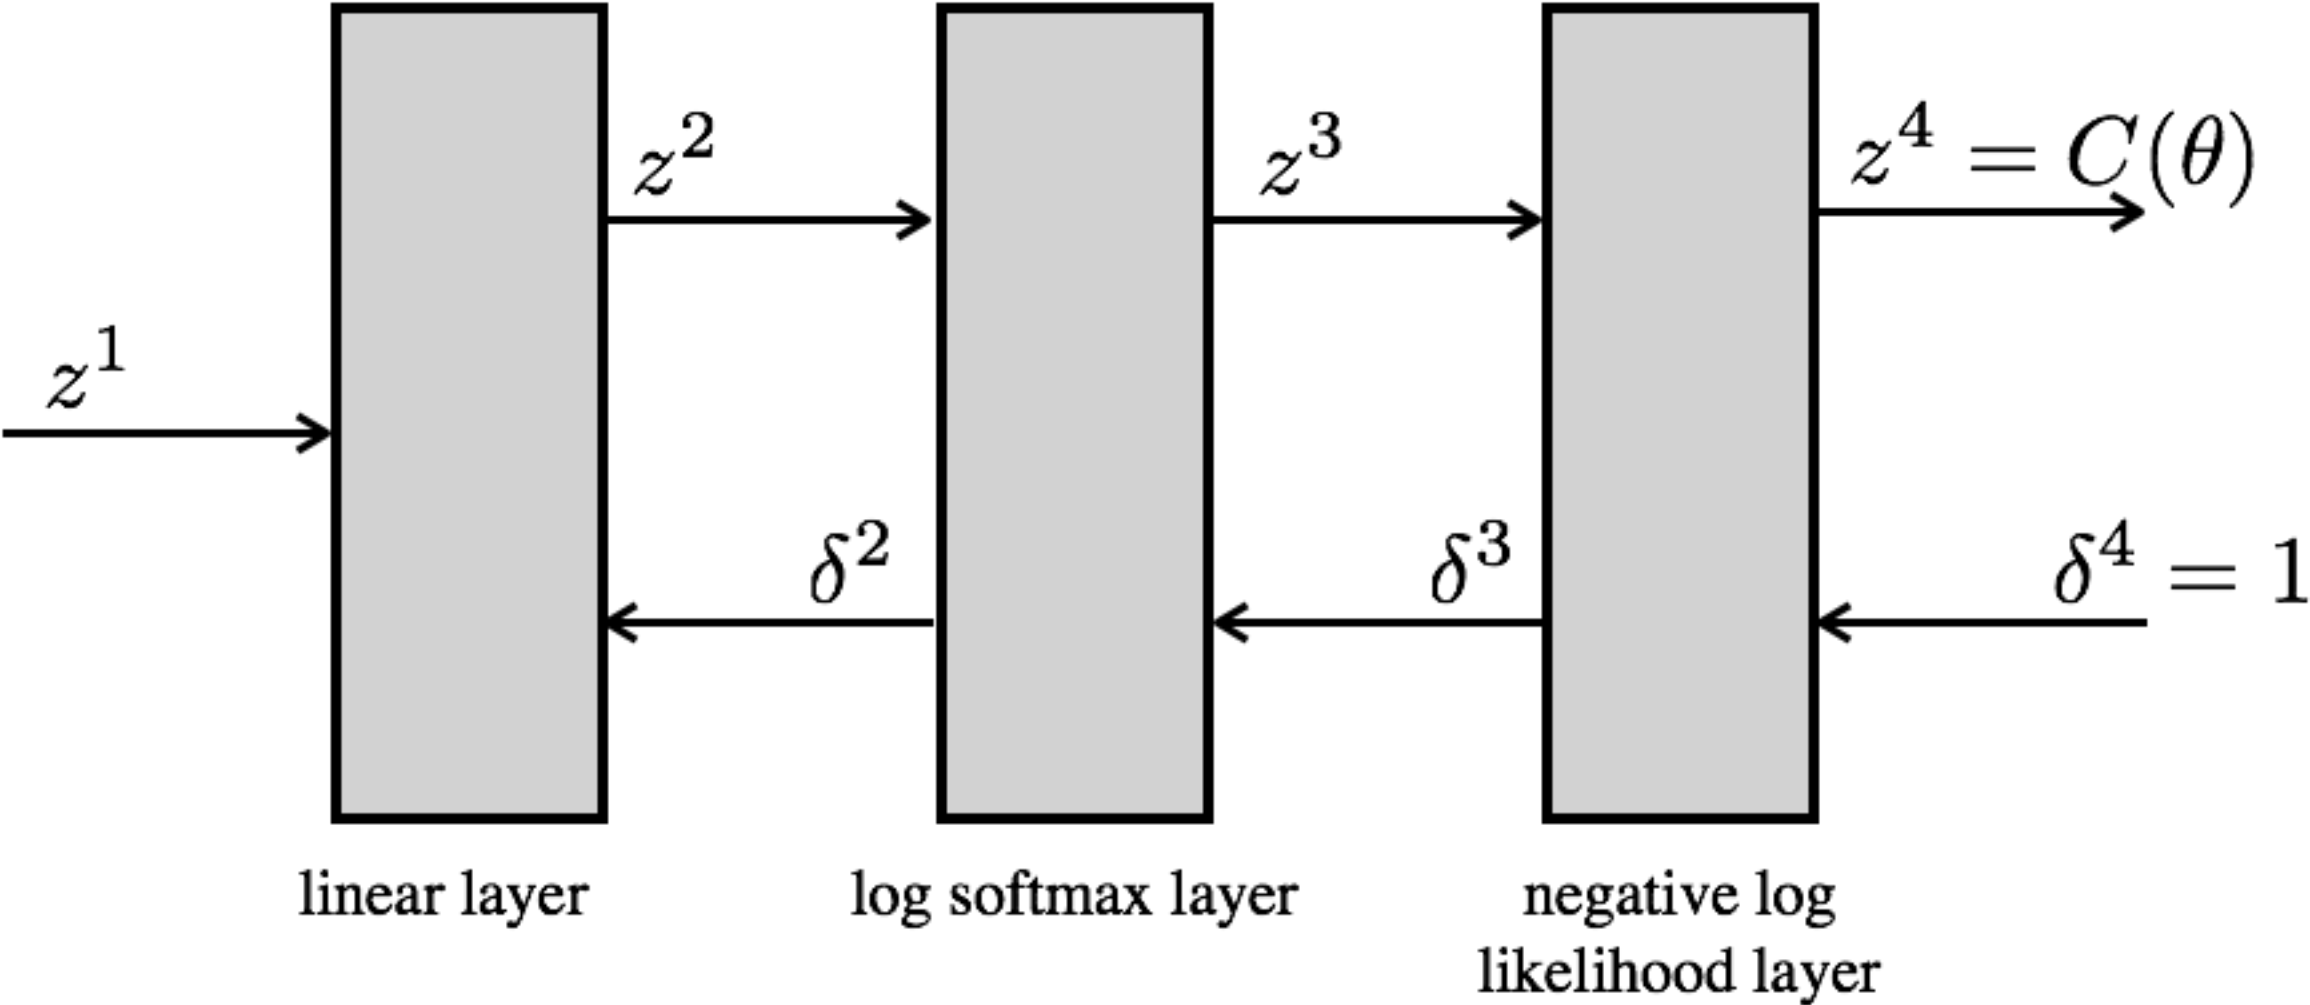 z^2
z^3
z^4 = C(θ)
z^1
δ^2
δ^3
δ^4 = 1
linear layer
log softmax layer
negative log
likelihood layer